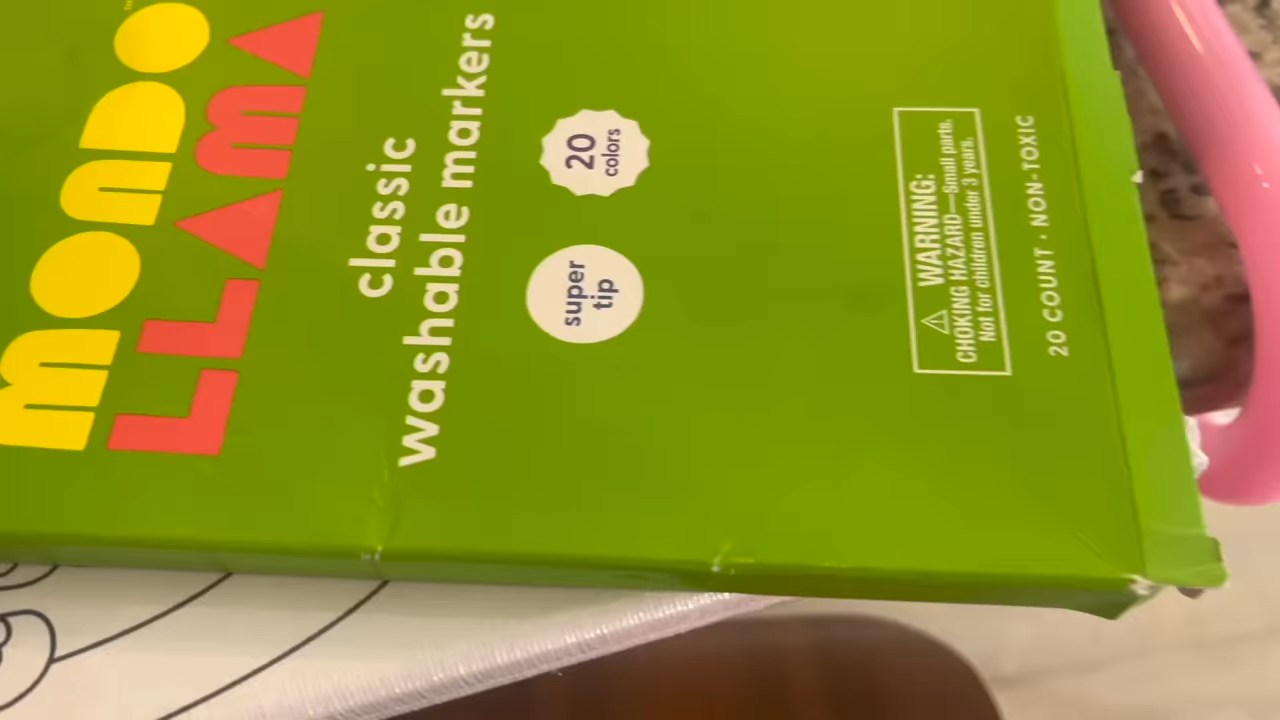 mondo
LLAMA
classic
washable markers
super
tip
20
colors
⚠ WARNING:
CHOKING HAZARD—Small parts.
Not for children under 3 years.
20 COUNT · NON-TOXIC